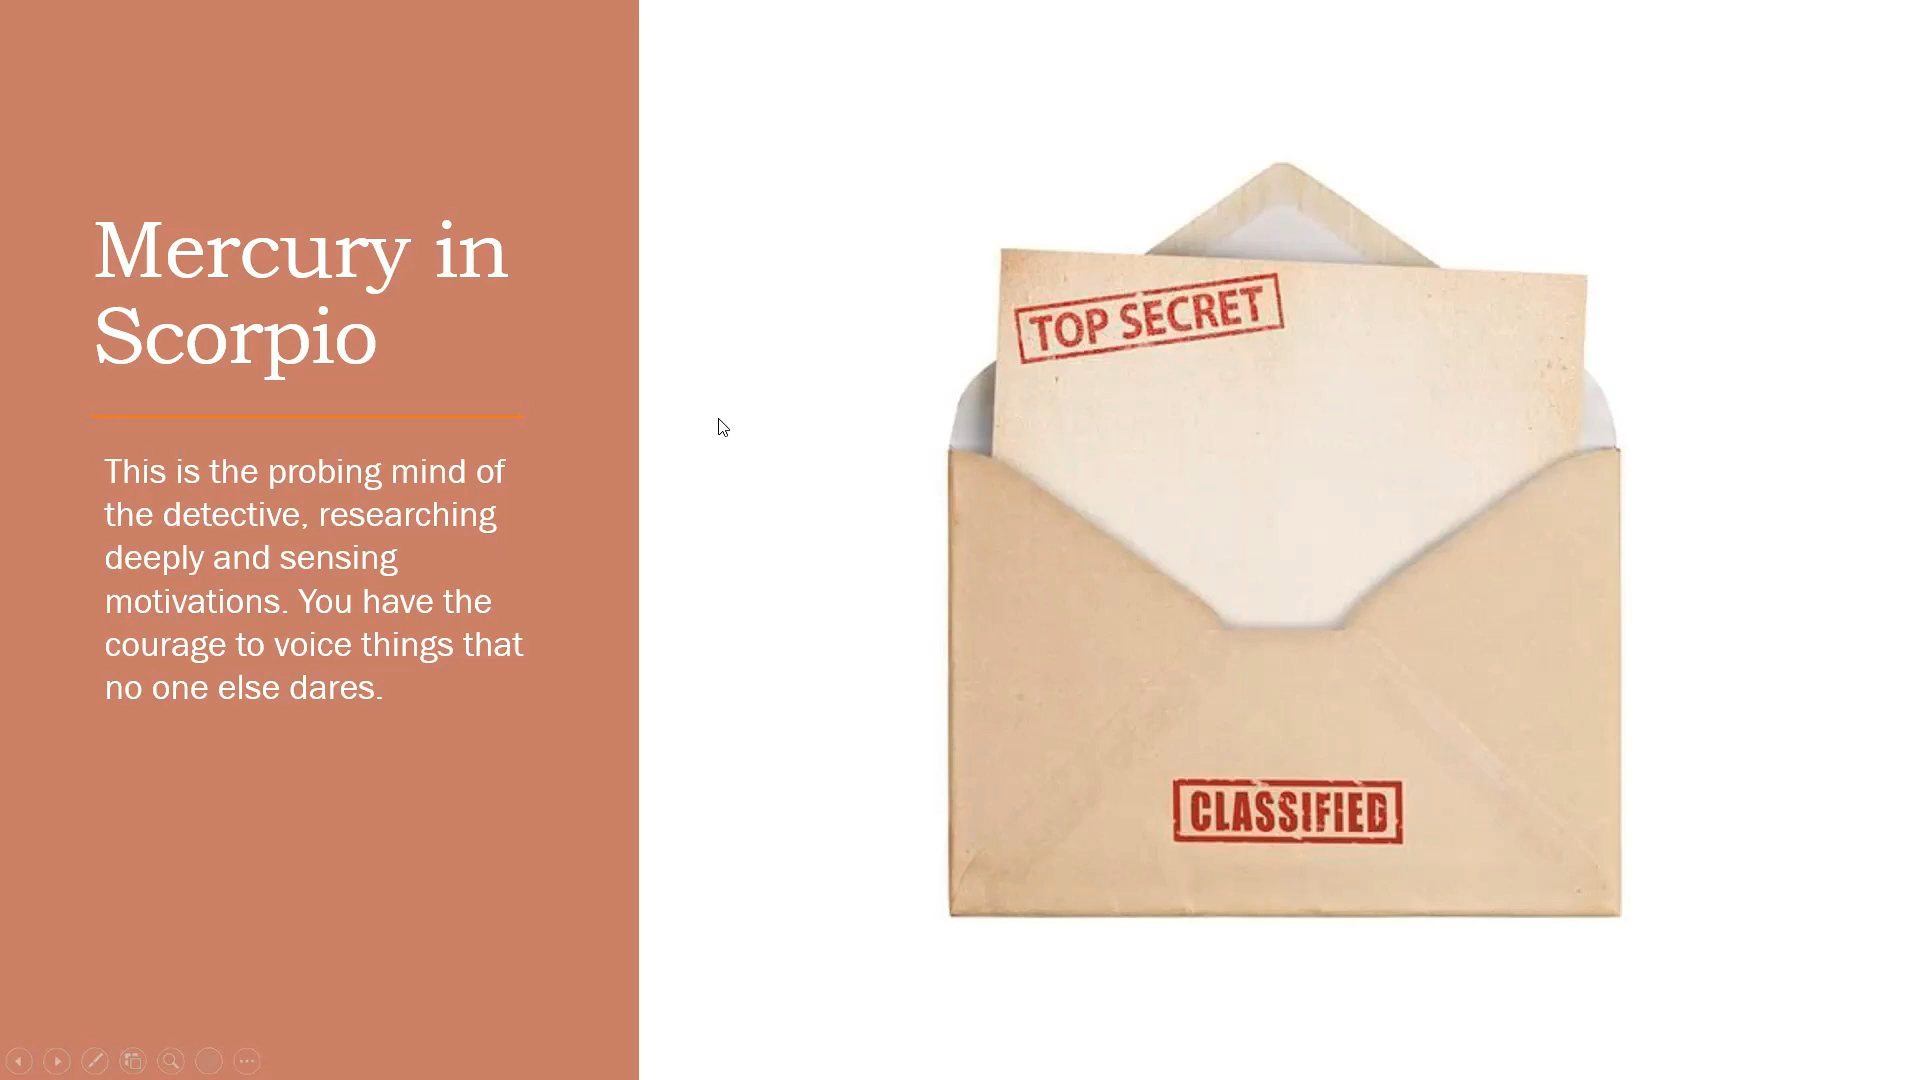 Mercury in
Scorpio
This is the probing mind of
the detective, researching
deeply and sensing
motivations. You have the
courage to voice things that
no one else dares.
TOP SECRET
CLASSIFIED